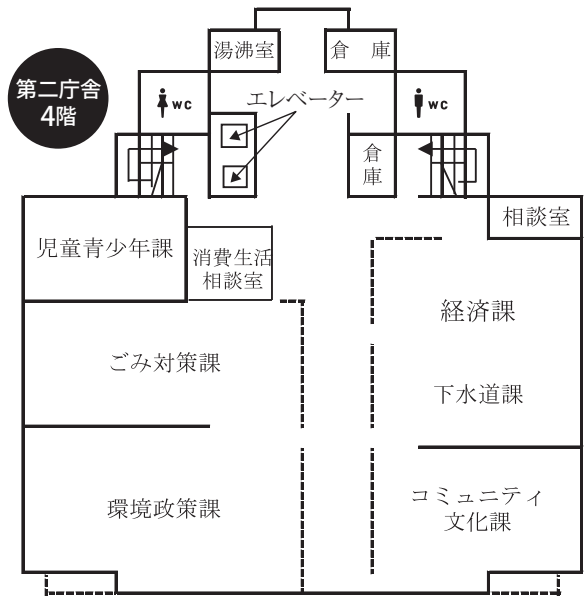 第二庁舎
4階
湯沸室
倉 庫
WC
エレベーター
WC
倉
庫
相談室
児童青少年課
消費生活
相談室
経済課
ごみ対策課
下水道課
環境政策課
コミュニティ
文化課